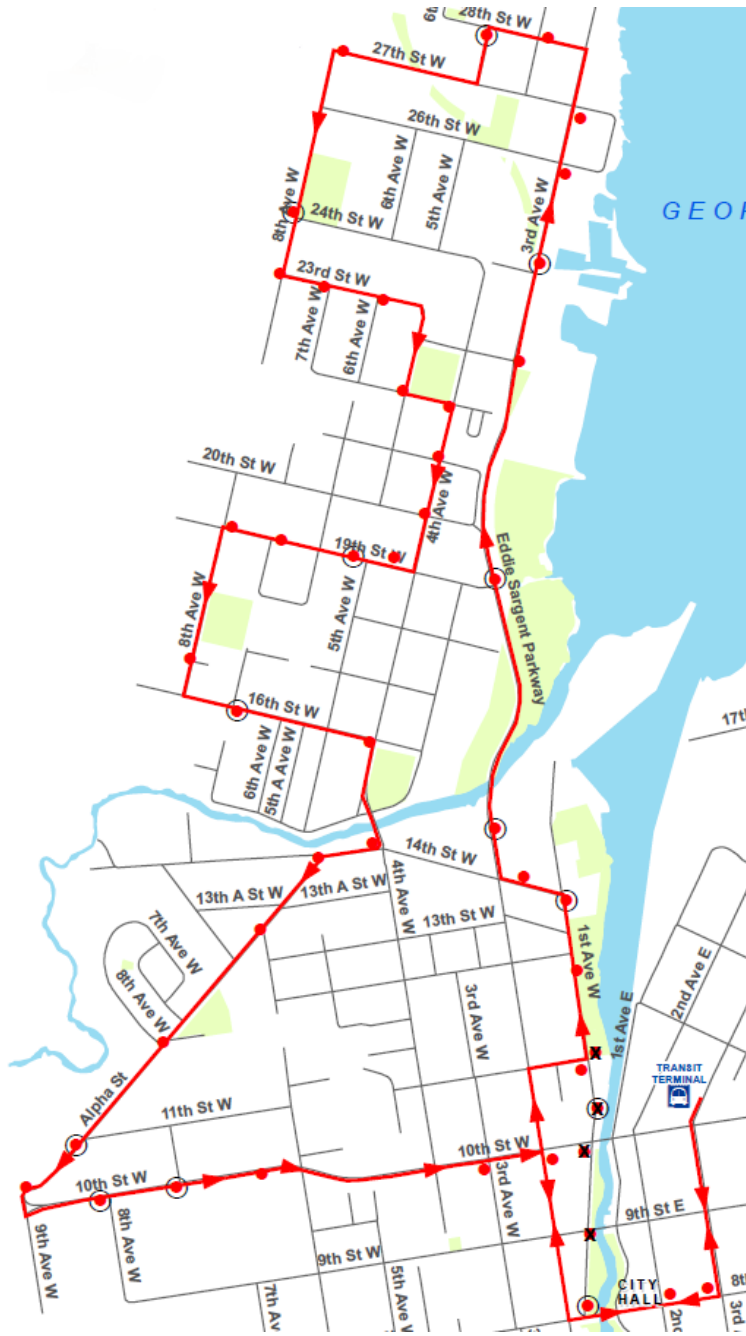 28th St W
27th St W
26th St W
6th Ave W
5th Ave W
8th Ave W
24th St W
3rd Ave W
GEOR
23rd St W
7th Ave W
6th Ave W
20th St W
4th Ave W
19th St W
Eddie Sargent Parkway
8th Ave W
5th Ave W
16th St W
17th
6th Ave W
5th A Ave W
14th St W
13th A St W
13th A St W
4th Ave W
13th St W
7th Ave W
8th Ave W
1st Ave W
2nd Ave E
3rd Ave W
1st Ave E
TRANSIT
TERMINAL
X
Alpha St
11th St W
X
10th St W
X
10th St W
3rd Ave W
9th Ave W
8th Ave W
9th St E
X
9th St W
7th Av
5th Ave W
CITY
HALL
8t
2nd
3rd